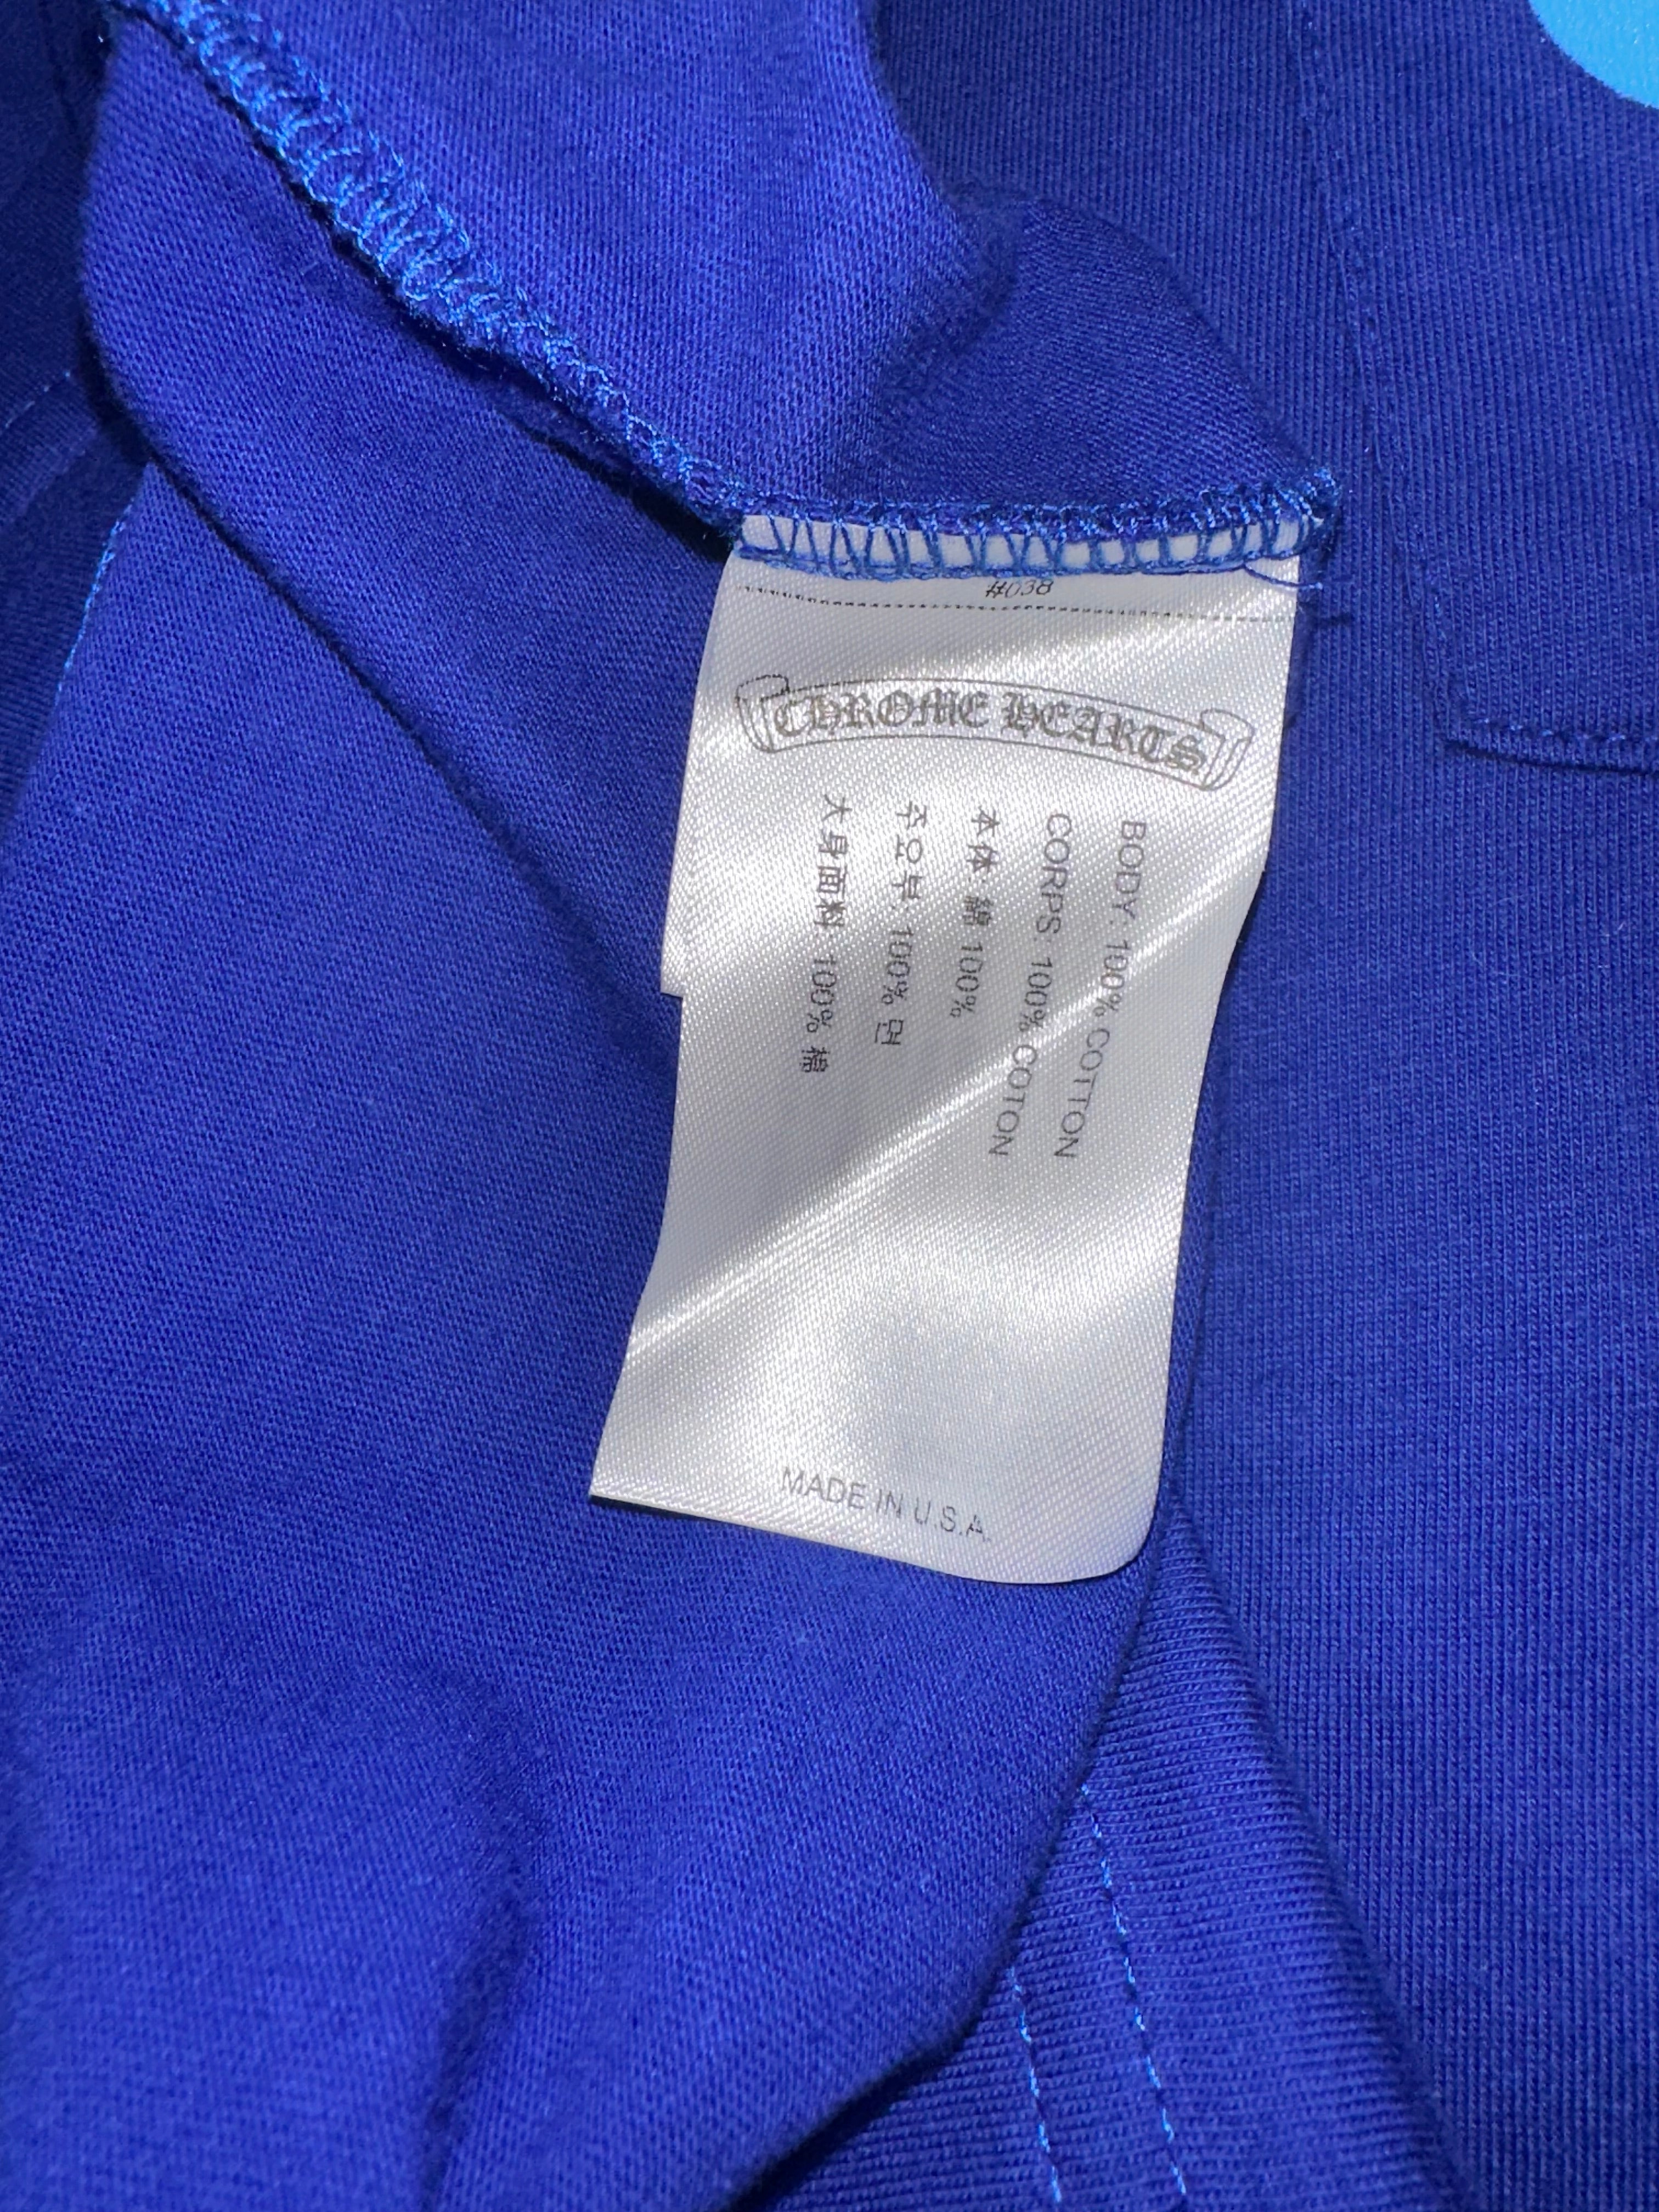 #038
CHROME HEARTS
BODY: 100% COTTON
CORPS: 100% COTON
本体: 綿 100%
주요부: 100% 면
大身面料: 100% 棉
MADE IN U.S.A.